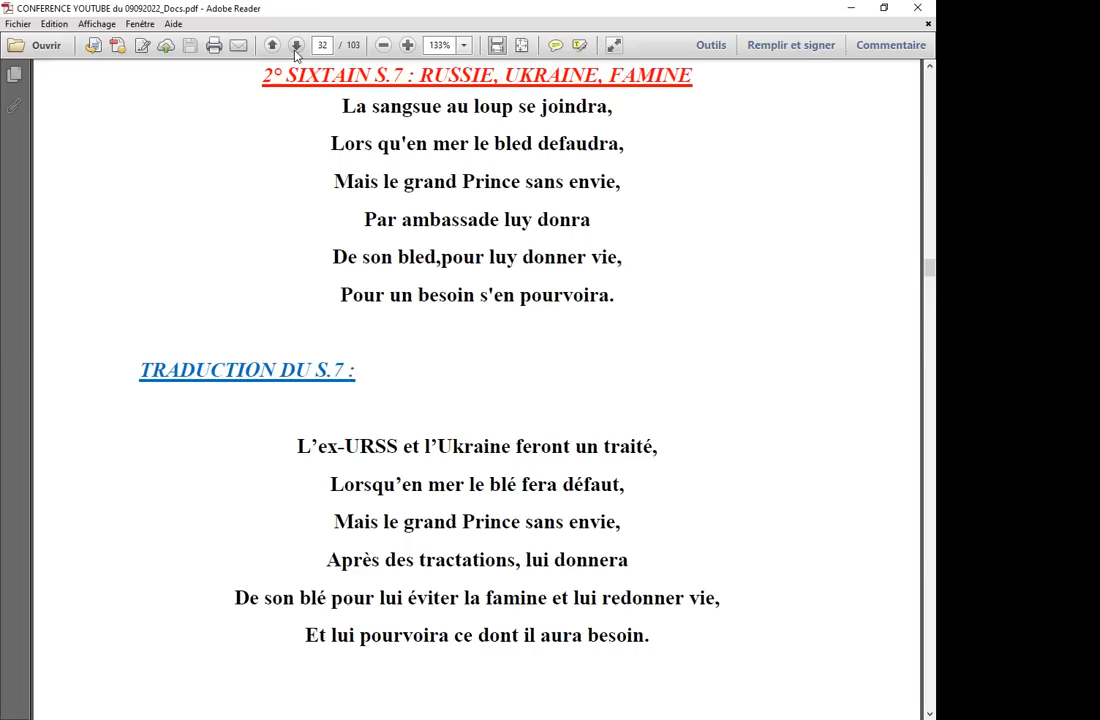 CONFERENCE YOUTUBE du 09092022_Docs.pdf - Adobe Reader
Fichier Edition Affichage Fenêtre Aide
Ouvrir 32 / 103 133% Outils Remplir et signer Commentaire
2° SIXTAIN S.7 : RUSSIE, UKRAINE, FAMINE
La sangsue au loup se joindra,
Lors qu'en mer le bled defaudra,
Mais le grand Prince sans envie,
Par ambassade luy donra
De son bled,pour luy donner vie,
Pour un besoin s'en pourvoira.
TRADUCTION DU S.7 :
L’ex-URSS et l’Ukraine feront un traité,
Lorsqu’en mer le blé fera défaut,
Mais le grand Prince sans envie,
Après des tractations, lui donnera
De son blé pour lui éviter la famine et lui redonner vie,
Et lui pourvoira ce dont il aura besoin.